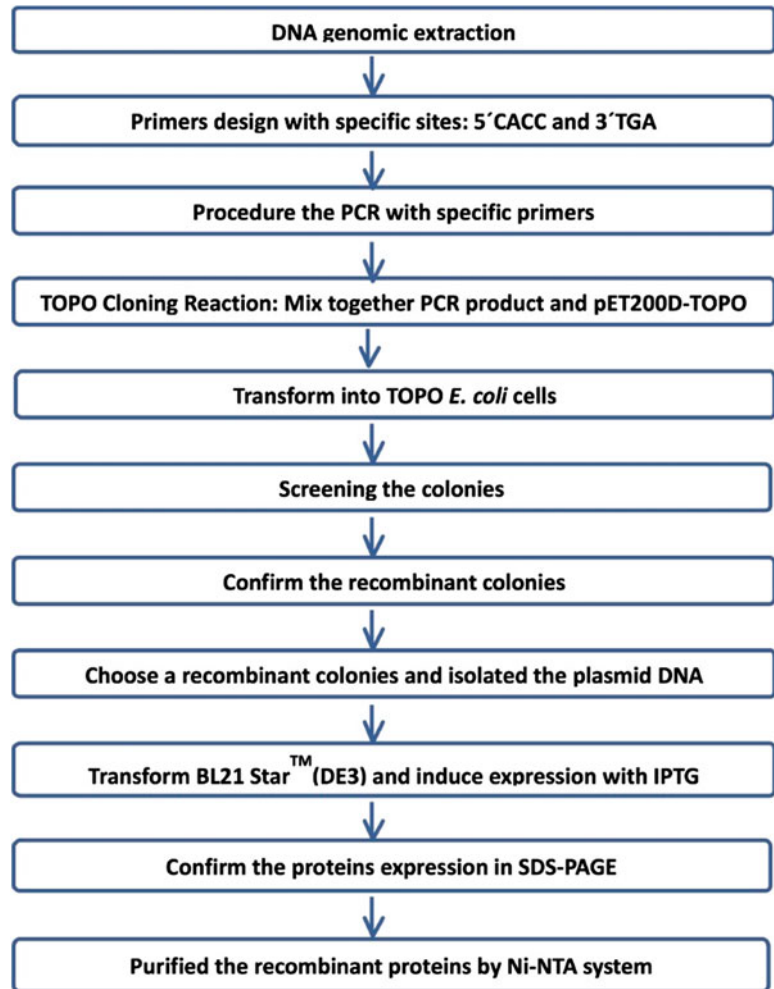 DNA genomic extraction
Primers design with specific sites: 5´CACC and 3´TGA
Procedure the PCR with specific primers
TOPO Cloning Reaction: Mix together PCR product and pET200D-TOPO
Transform into TOPO E. coli cells
Screening the colonies
Confirm the recombinant colonies
Choose a recombinant colonies and isolated the plasmid DNA
Transform BL21 Star™(DE3) and induce expression with IPTG
Confirm the proteins expression in SDS-PAGE
Purified the recombinant proteins by Ni-NTA system